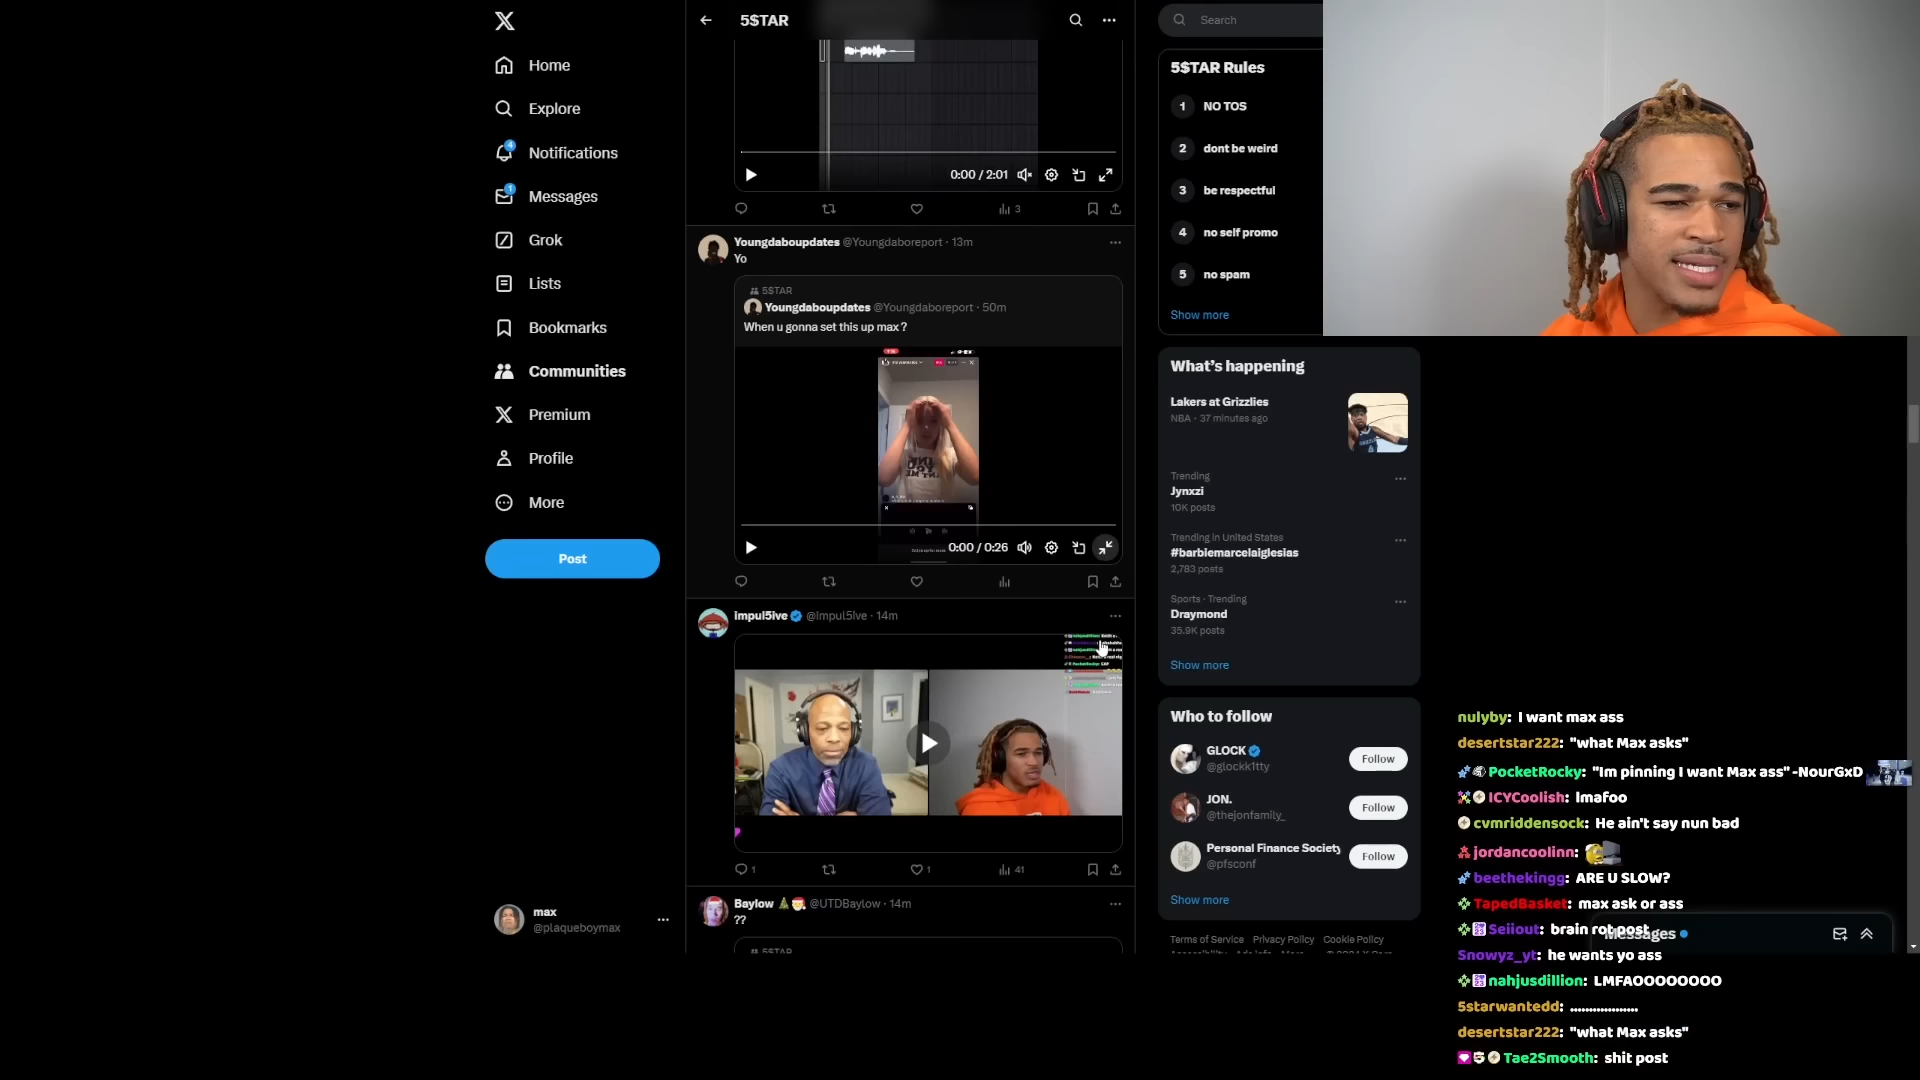 Home
Explore
4
Notifications
1
Messages
Grok
Lists
Bookmarks
Communities
Premium
Profile
More
Post
max
@plaqueboymax
5$TAR
0:00 / 2:01
3
Youngdaboupdates @Youngdaboreport · 13m
Yo
5$TAR
Youngdaboupdates @Youngdaboreport · 50m
When u gonna set this up max ?
0:00 / 0:26
impul5ive @Impul5ive · 14m
1
1
41
Baylow @UTDBaylow · 14m
??
5$TAR
Search
5$TAR Rules
1 NO TOS
2 dont be weird
3 be respectful
4 no self promo
5 no spam
Show more
What's happening
Lakers at Grizzlies
NBA · 37 minutes ago
Trending
Jynxzi
10K posts
Trending in United States
#barbiemarcelaiglesias
2,783 posts
Sports · Trending
Draymond
35.9K posts
Show more
Who to follow
GLOCK
@glockk1tty
Follow
JON.
@thejonfamily_
Follow
Personal Finance Society
@pfsconf
Follow
Show more
Terms of Service Privacy Policy Cookie Policy
Messages
nulyby: I want max ass
desertstar222: "what Max asks"
PocketRocky: "Im pinning I want Max ass" -NourGxD
ICYCoolish: lmafoo
cvmriddensock: He ain't say nun bad
jordancoolinn:
beethekingg: ARE U SLOW?
TapedBasket: max ask or ass
Seiiout: brain rot post
Snowyz_yt: he wants yo ass
nahjusdillion: LMFAOOOOOOOO
5starwantedd: ..................
desertstar222: "what Max asks"
Tae2Smooth: shit post